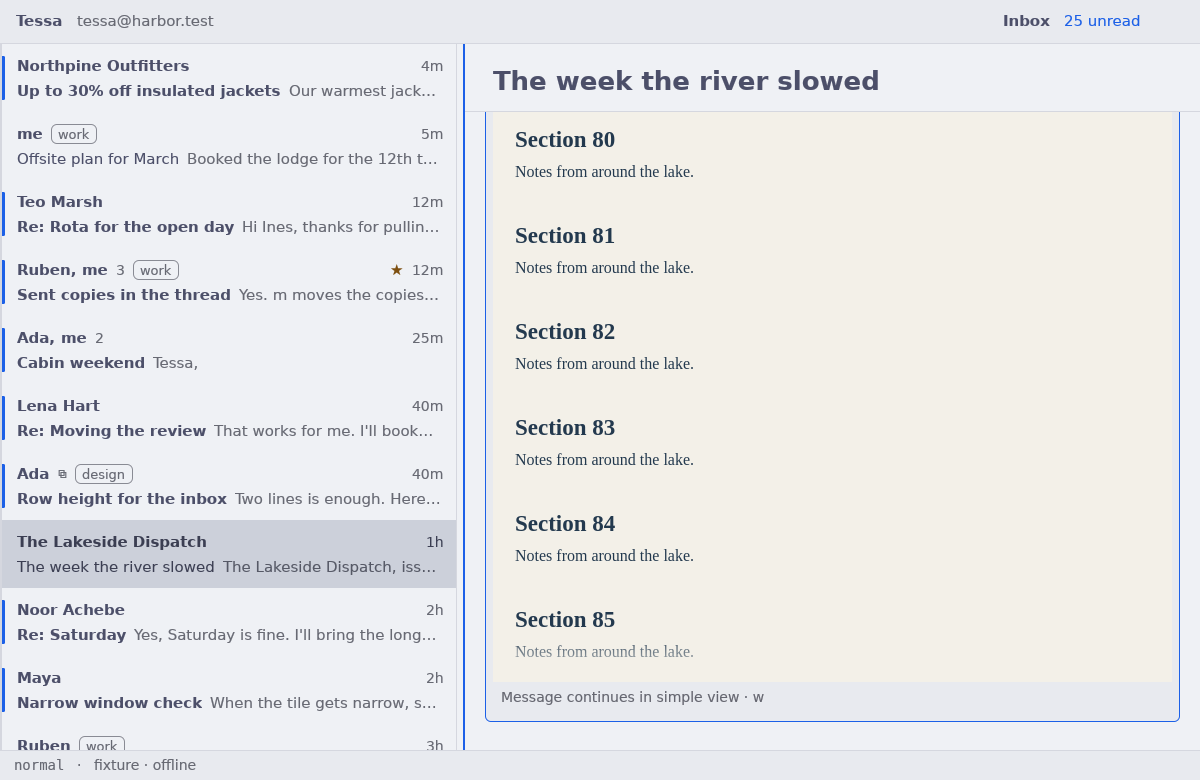 Tessa tessa@harbor.test
Inbox 25 unread
Northpine Outfitters 4m
Up to 30% off insulated jackets Our warmest jack…
me work 5m
Offsite plan for March Booked the lodge for the 12th t…
Teo Marsh 12m
Re: Rota for the open day Hi Ines, thanks for pullin…
Ruben, me 3 work ★ 12m
Sent copies in the thread Yes. m moves the copies…
Ada, me 2 25m
Cabin weekend Tessa,
Lena Hart 40m
Re: Moving the review That works for me. I'll book…
Ada ⧉ design 40m
Row height for the inbox Two lines is enough. Here…
The Lakeside Dispatch 1h
The week the river slowed The Lakeside Dispatch, iss…
Noor Achebe 2h
Re: Saturday Yes, Saturday is fine. I'll bring the long…
Maya 2h
Narrow window check When the tile gets narrow, s…
Ruben work 3h
The week the river slowed
Section 80
Notes from around the lake.
Section 81
Notes from around the lake.
Section 82
Notes from around the lake.
Section 83
Notes from around the lake.
Section 84
Notes from around the lake.
Section 85
Notes from around the lake.
Message continues in simple view · w
normal · fixture · offline